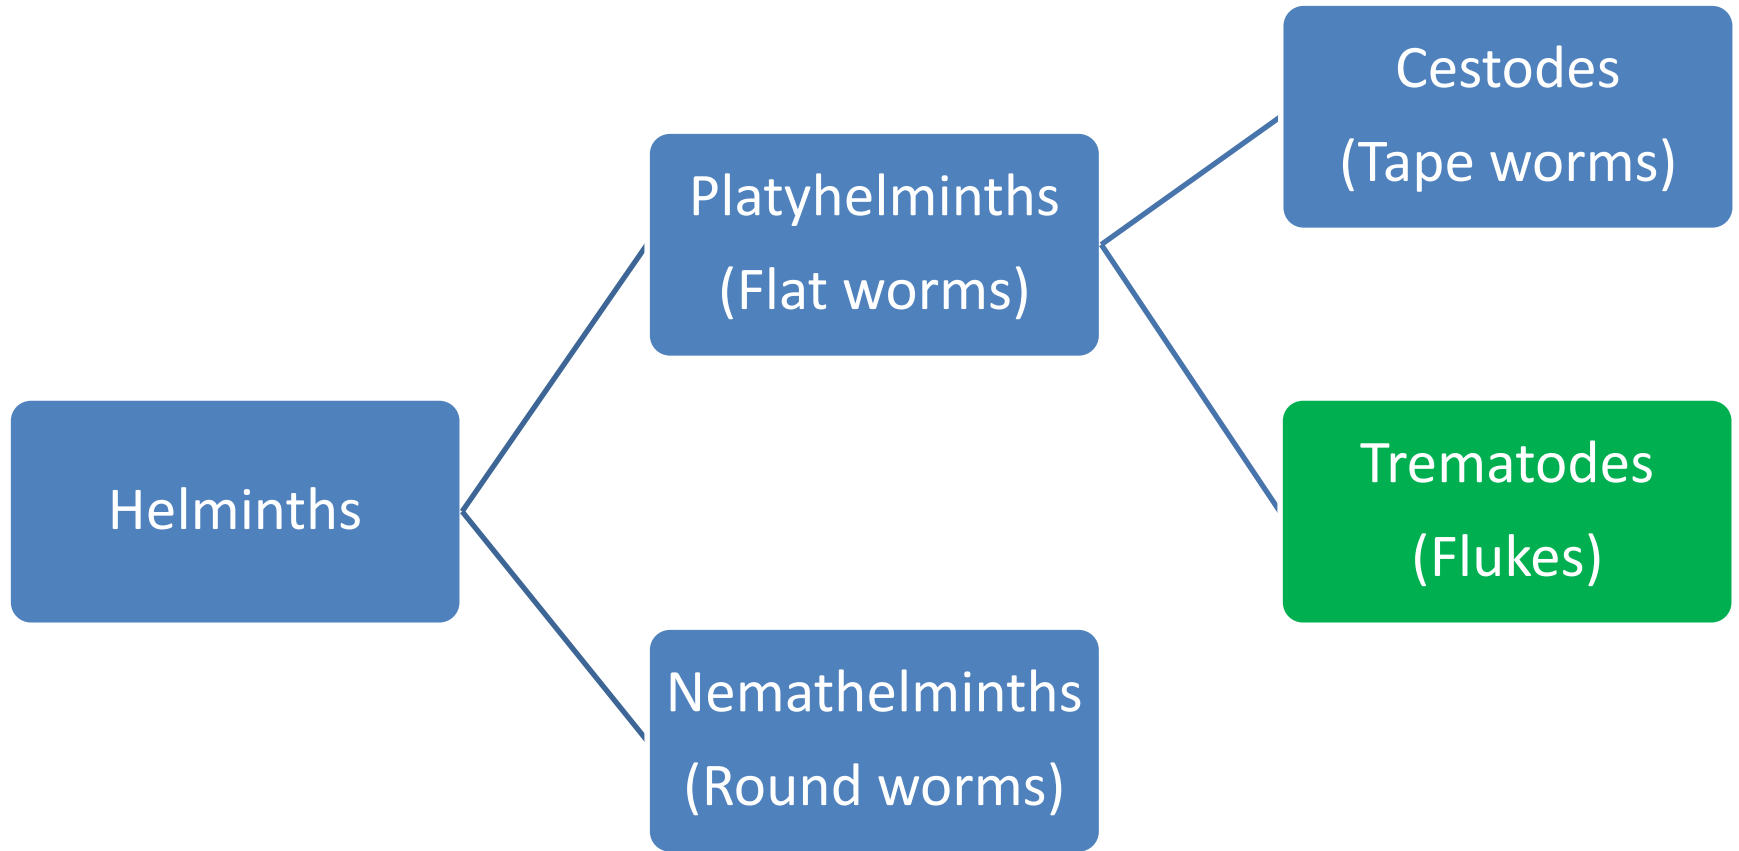 Cestodes
(Tape worms)
Platyhelminths
(Flat worms)
Trematodes
(Flukes)
Helminths
Nemathelminths
(Round worms)